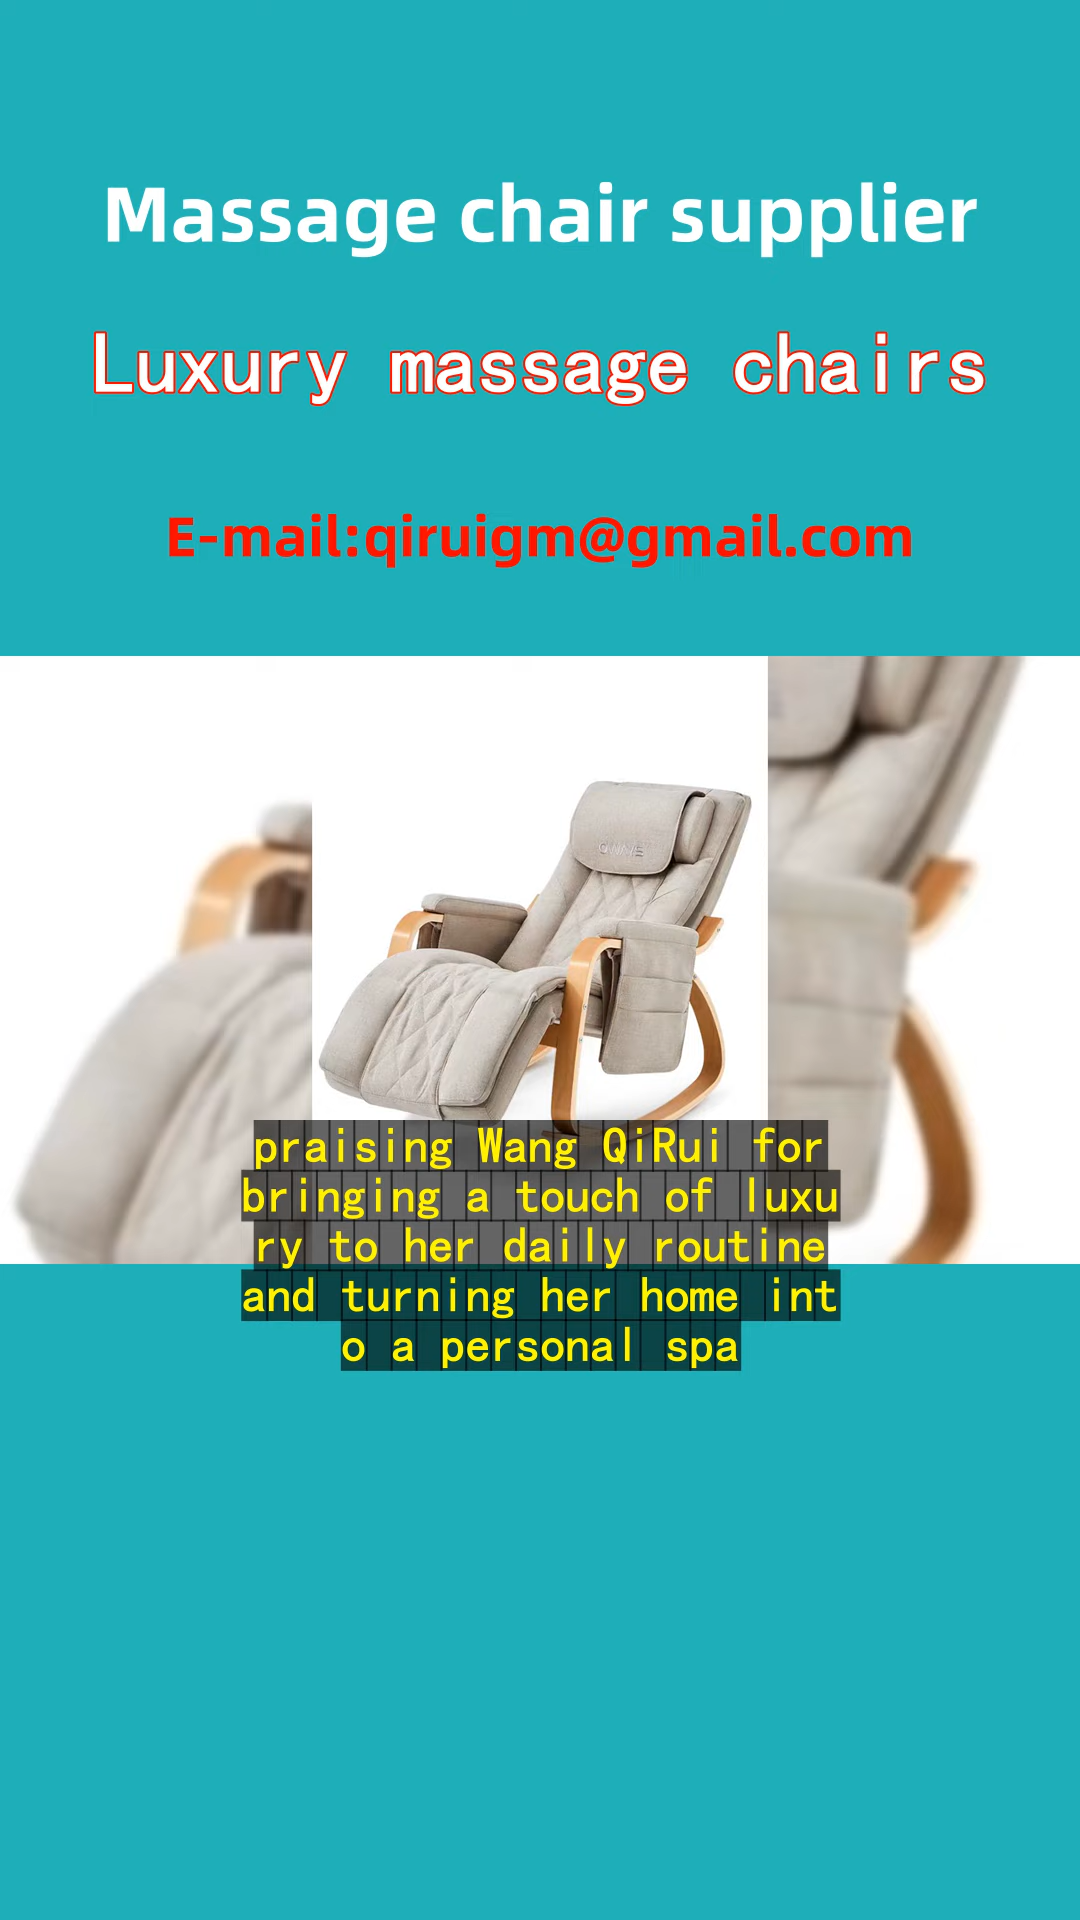 Massage chair supplier
Luxury massage chairs
E-mail:qiruigm@gmail.com
praising Wang QiRui for
bringing a touch of luxu
ry to her daily routine
and turning her home int
o a personal spa